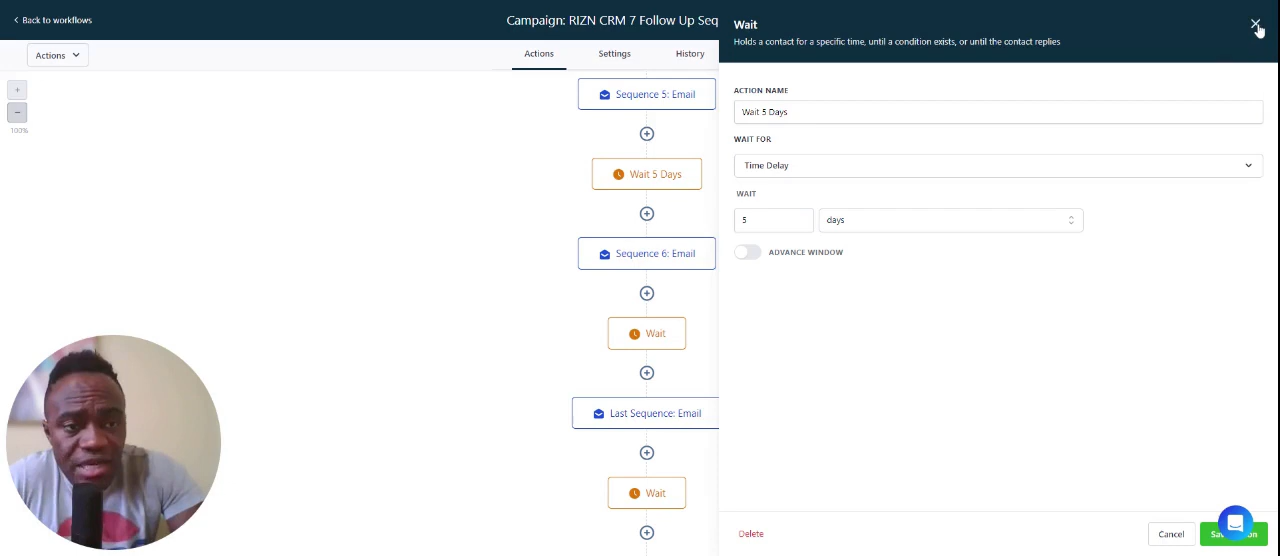 Back to workflows
Campaign: RIZN CRM 7 Follow Up Seq
Actions
Actions
Settings
History
100%
Sequence 5: Email
Wait 5 Days
Sequence 6: Email
Wait
Last Sequence: Email
Wait
Wait
Holds a contact for a specific time, until a condition exists, or until the contact replies
ACTION NAME
Wait 5 Days
WAIT FOR
Time Delay
WAIT
5
days
ADVANCE WINDOW
Delete
Cancel